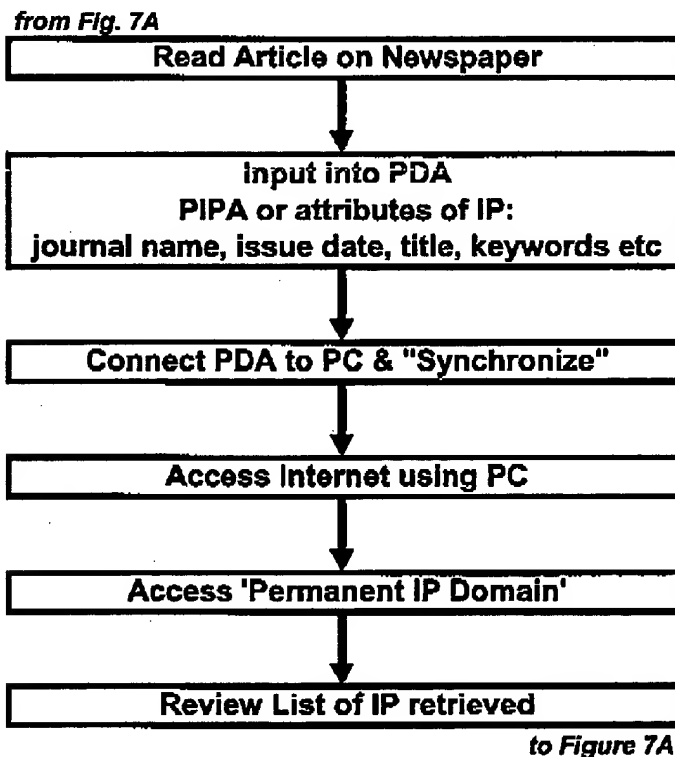 from Fig. 7A
Read Article on Newspaper
Input into PDA
PIPA or attributes of IP:
journal name, issue date, title, keywords etc
Connect PDA to PC & "Synchronize"
Access Internet using PC
Access 'Permanent IP Domain'
Review List of IP retrieved
to Figure 7A